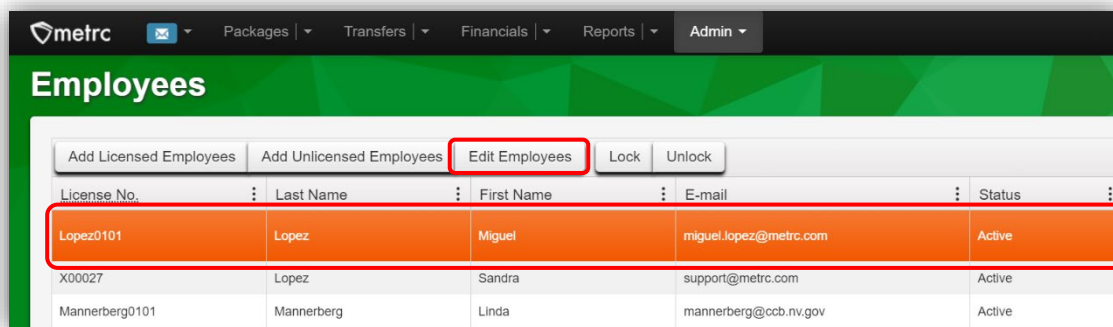 metrc Packages | Transfers | Financials | Reports | Admin
Employees
Add Licensed Employees Add Unlicensed Employees Edit Employees Lock Unlock
License No. Last Name First Name E-mail Status
Lopez0101 Lopez Miguel miguel.lopez@metrc.com Active
X00027 Lopez Sandra support@metrc.com Active
Mannerberg0101 Mannerberg Linda mannerberg@ccb.nv.gov Active